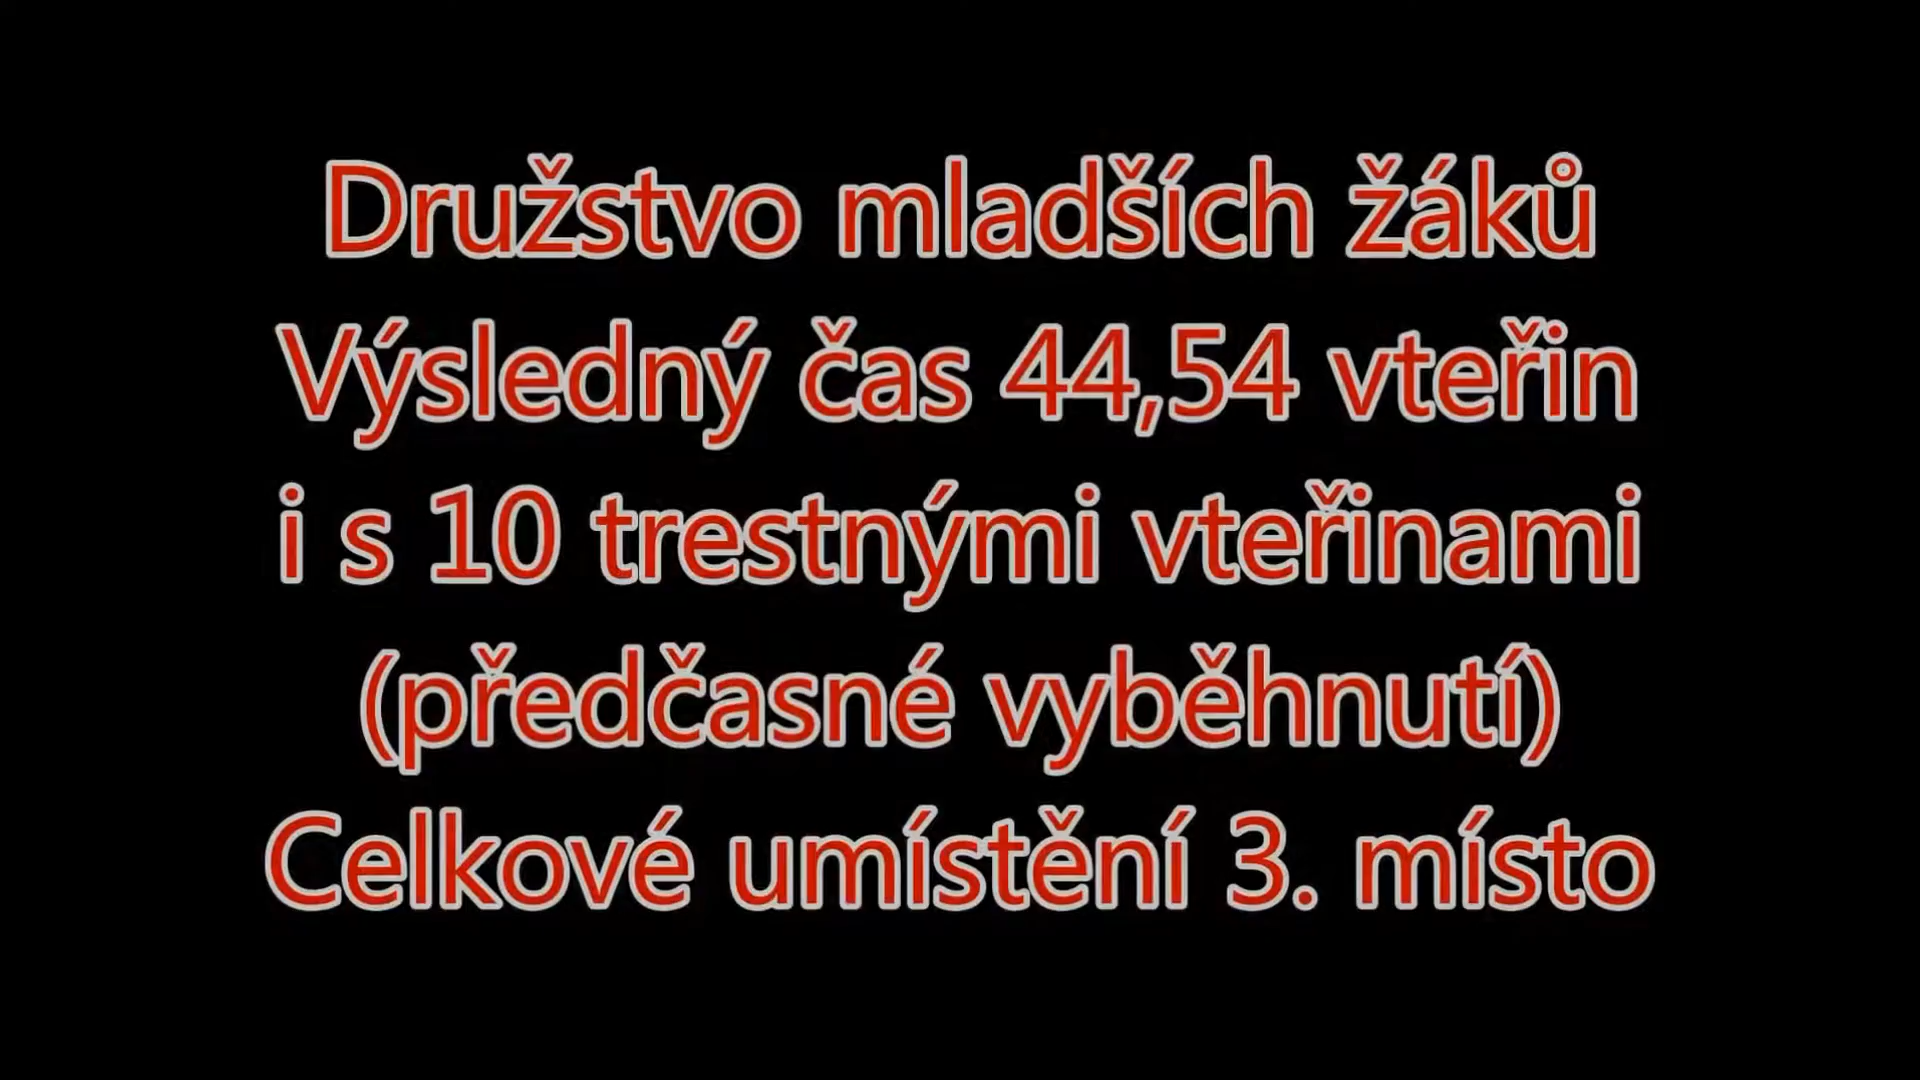 Družstvo mladších žáků
Výsledný čas 44,54 vteřin
i s 10 trestnými vteřinami
(předčasné vyběhnutí)
Celkové umístění 3. místo